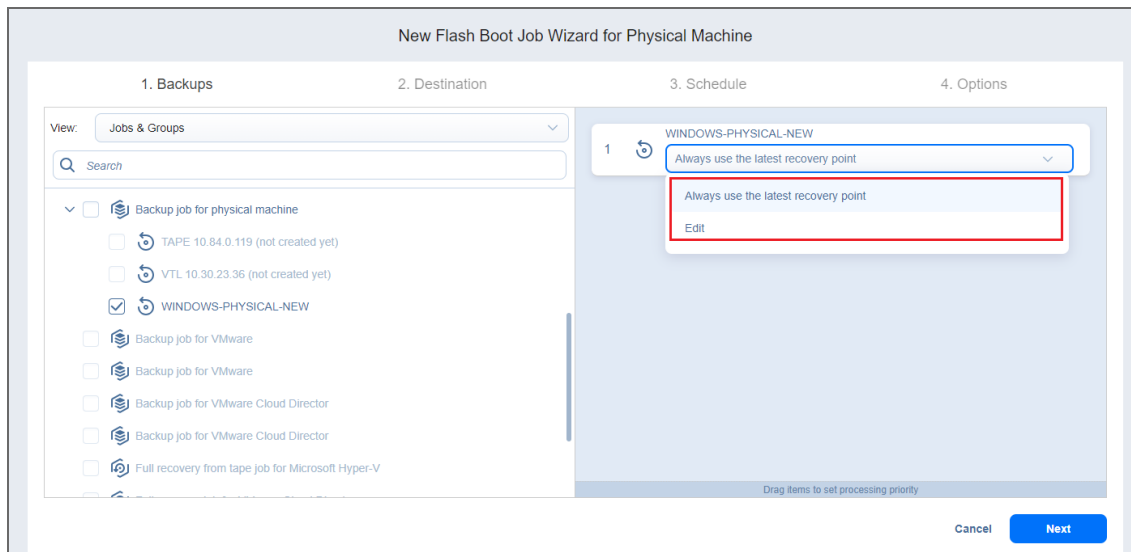 New Flash Boot Job Wizard for Physical Machine
1. Backups
2. Destination
3. Schedule
4. Options
View:
Jobs & Groups
Search
Backup job for physical machine
TAPE 10.84.0.119 (not created yet)
VTL 10.30.23.36 (not created yet)
WINDOWS-PHYSICAL-NEW
Backup job for VMware
Backup job for VMware
Backup job for VMware Cloud Director
Backup job for VMware Cloud Director
Full recovery from tape job for Microsoft Hyper-V
1
WINDOWS-PHYSICAL-NEW
Always use the latest recovery point
Always use the latest recovery point
Edit
Drag items to set processing priority
Cancel
Next